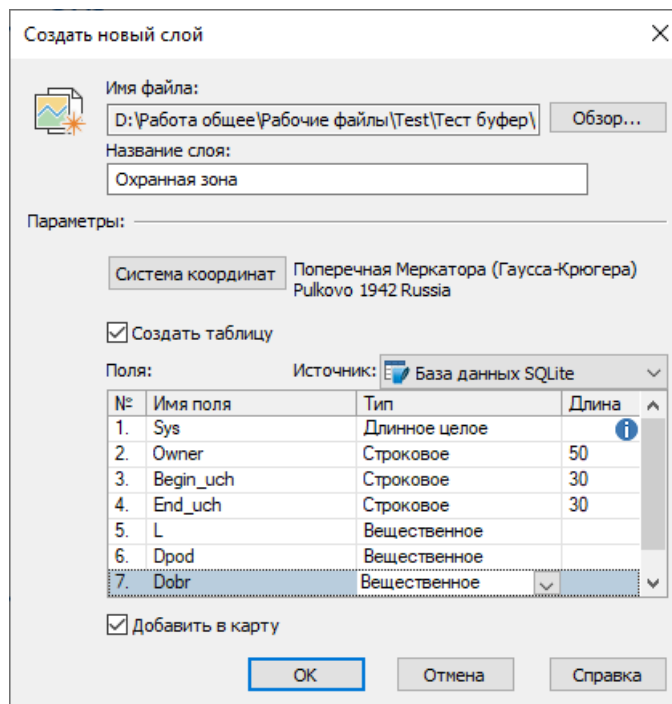 Создать новый слой
Имя файла:
D:\Работа общее\Рабочие файлы\Test\Тест буфер\
Обзор...
Название слоя:
Охранная зона
Параметры:
Система координат
Поперечная Меркатора (Гаусса-Крюгера)
Pulkovo 1942 Russia
Создать таблицу
Поля:
Источник: База данных SQLite
№ Имя поля Тип Длина
1. Sys Длинное целое
2. Owner Строковое 50
3. Begin_uch Строковое 30
4. End_uch Строковое 30
5. L Вещественное
6. Dpod Вещественное
7. Dobr Вещественное
Добавить в карту
OK Отмена Справка